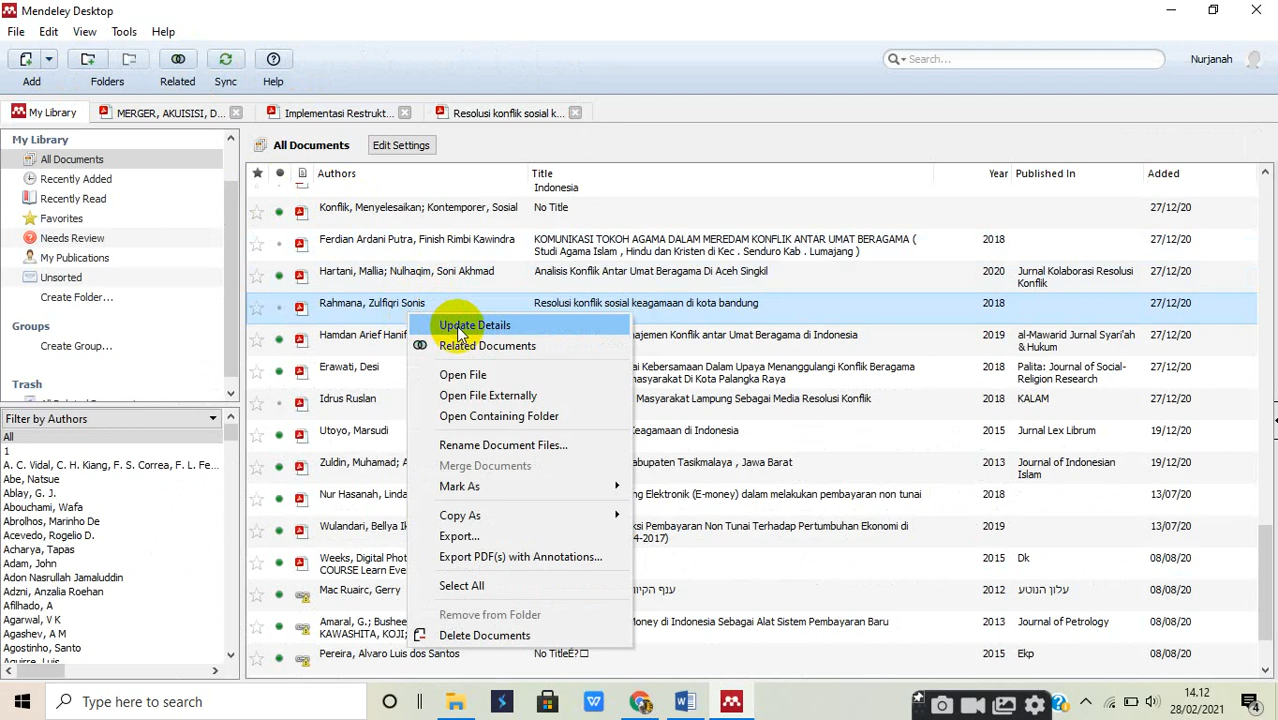 Mendeley Desktop
File Edit View Tools Help
Search...
Nurjanah
Add Folders Related Sync Help
My Library
MERGER, AKUISISI, D...
Implementasi Restrukt...
Resolusi konflik sosial k...
My Library
All Documents
Recently Added
Recently Read
Favorites
Needs Review
My Publications
Unsorted
Create Folder...
Groups
Create Group...
Trash
Filter by Authors
All
1
A. C. Vidal, C. H. Kiang, F. S. Correa, F. L. Fe...
Abe, Natsue
Ablay, G. J.
Abouchami, Wafa
Abrolhos, Marinho De
Acevedo, Rogelio D.
Acharya, Tapas
Adam, John
Adon Nasrullah Jamaluddin
Adzni, Anzalia Roehan
Afilhado, A
Agarwal, V K
Agashev, A M
Agostinho, Santos
All Documents Edit Settings
Authors Title Year Published In Added
Indonesia
Konflik, Menyelesaikan; Kontemporer, Sosial No Title 27/12/20
Ferdian Ardani Putra, Finish Rimbi Kawindra KOMUNIKASI TOKOH AGAMA DALAM MEREDAM KONFLIK ANTAR UMAT BERAGAMA ( 2018 27/12/20
Studi Agama Islam , Hindu dan Kristen di Kec . Senduro Kab . Lumajang )
Hartani, Mallia; Nulhaqim, Soni Akhmad Analisis Konflik Antar Umat Beragama Di Aceh Singkil 2020 Jurnal Kolaborasi Resolusi 27/12/20
Konflik
Rahmana, Zulfiqri Sonis Resolusi konflik sosial keagamaan di kota bandung 2018 27/12/20
Hamdan Arief Hanif najemen Konflik antar Umat Beragama di Indonesia 2019 al-Mawarid Jurnal Syari'ah 27/12/20
& Hukum
Erawati, Desi ai Kebersamaan Dalam Upaya Menanggulangi Konflik Umat Beragama 2019 Palita: Journal of Social- 27/12/20
asyarakat Di Kota Palangka Raya Religion Research
Idrus Ruslan Masyarakat Lampung Sebagai Media Resolusi Konflik 2018 KALAM 27/12/20
Utoyo, Marsudi Keagamaan di Indonesia 2015 Jurnal Lex Librum 19/12/20
Zuldin, Muhamad; A abupaten Tasikmalaya , Jawa Barat 2013 Journal of Indonesian 19/12/20
Islam
Nur Hasanah, Linda ng Elektronik (E-money) dalam melakukan pembayaran non tunai 2018 13/07/20
Wulandari, Bellya Ik ksi Pembayaran Non Tunai Terhadap Pertumbuhan Ekonomi di 2019 13/07/20
4-2017)
Weeks, Digital Photo 2015 Dk 08/08/20
COURSE Learn Ever
Mac Ruairc, Gerry ענף הקיוו 2012 עלון הנוטע 08/08/20
Amaral, G.; Bushee Money di Indonesia Sebagai Alat Sistem Pembayaran Baru 2013 Journal of Petrology 08/08/20
KAWASHITA, KOJI;
Pereira, Alvaro Luis dos Santos No TitleÉ? 2015 Ekp 08/08/20
Update Details
Related Documents
Open File
Open File Externally
Open Containing Folder
Rename Document Files...
Merge Documents
Mark As
Copy As
Export...
Export PDF(s) with Annotations...
Select All
Remove from Folder
Delete Documents
Type here to search
14.12
28/02/2021
4